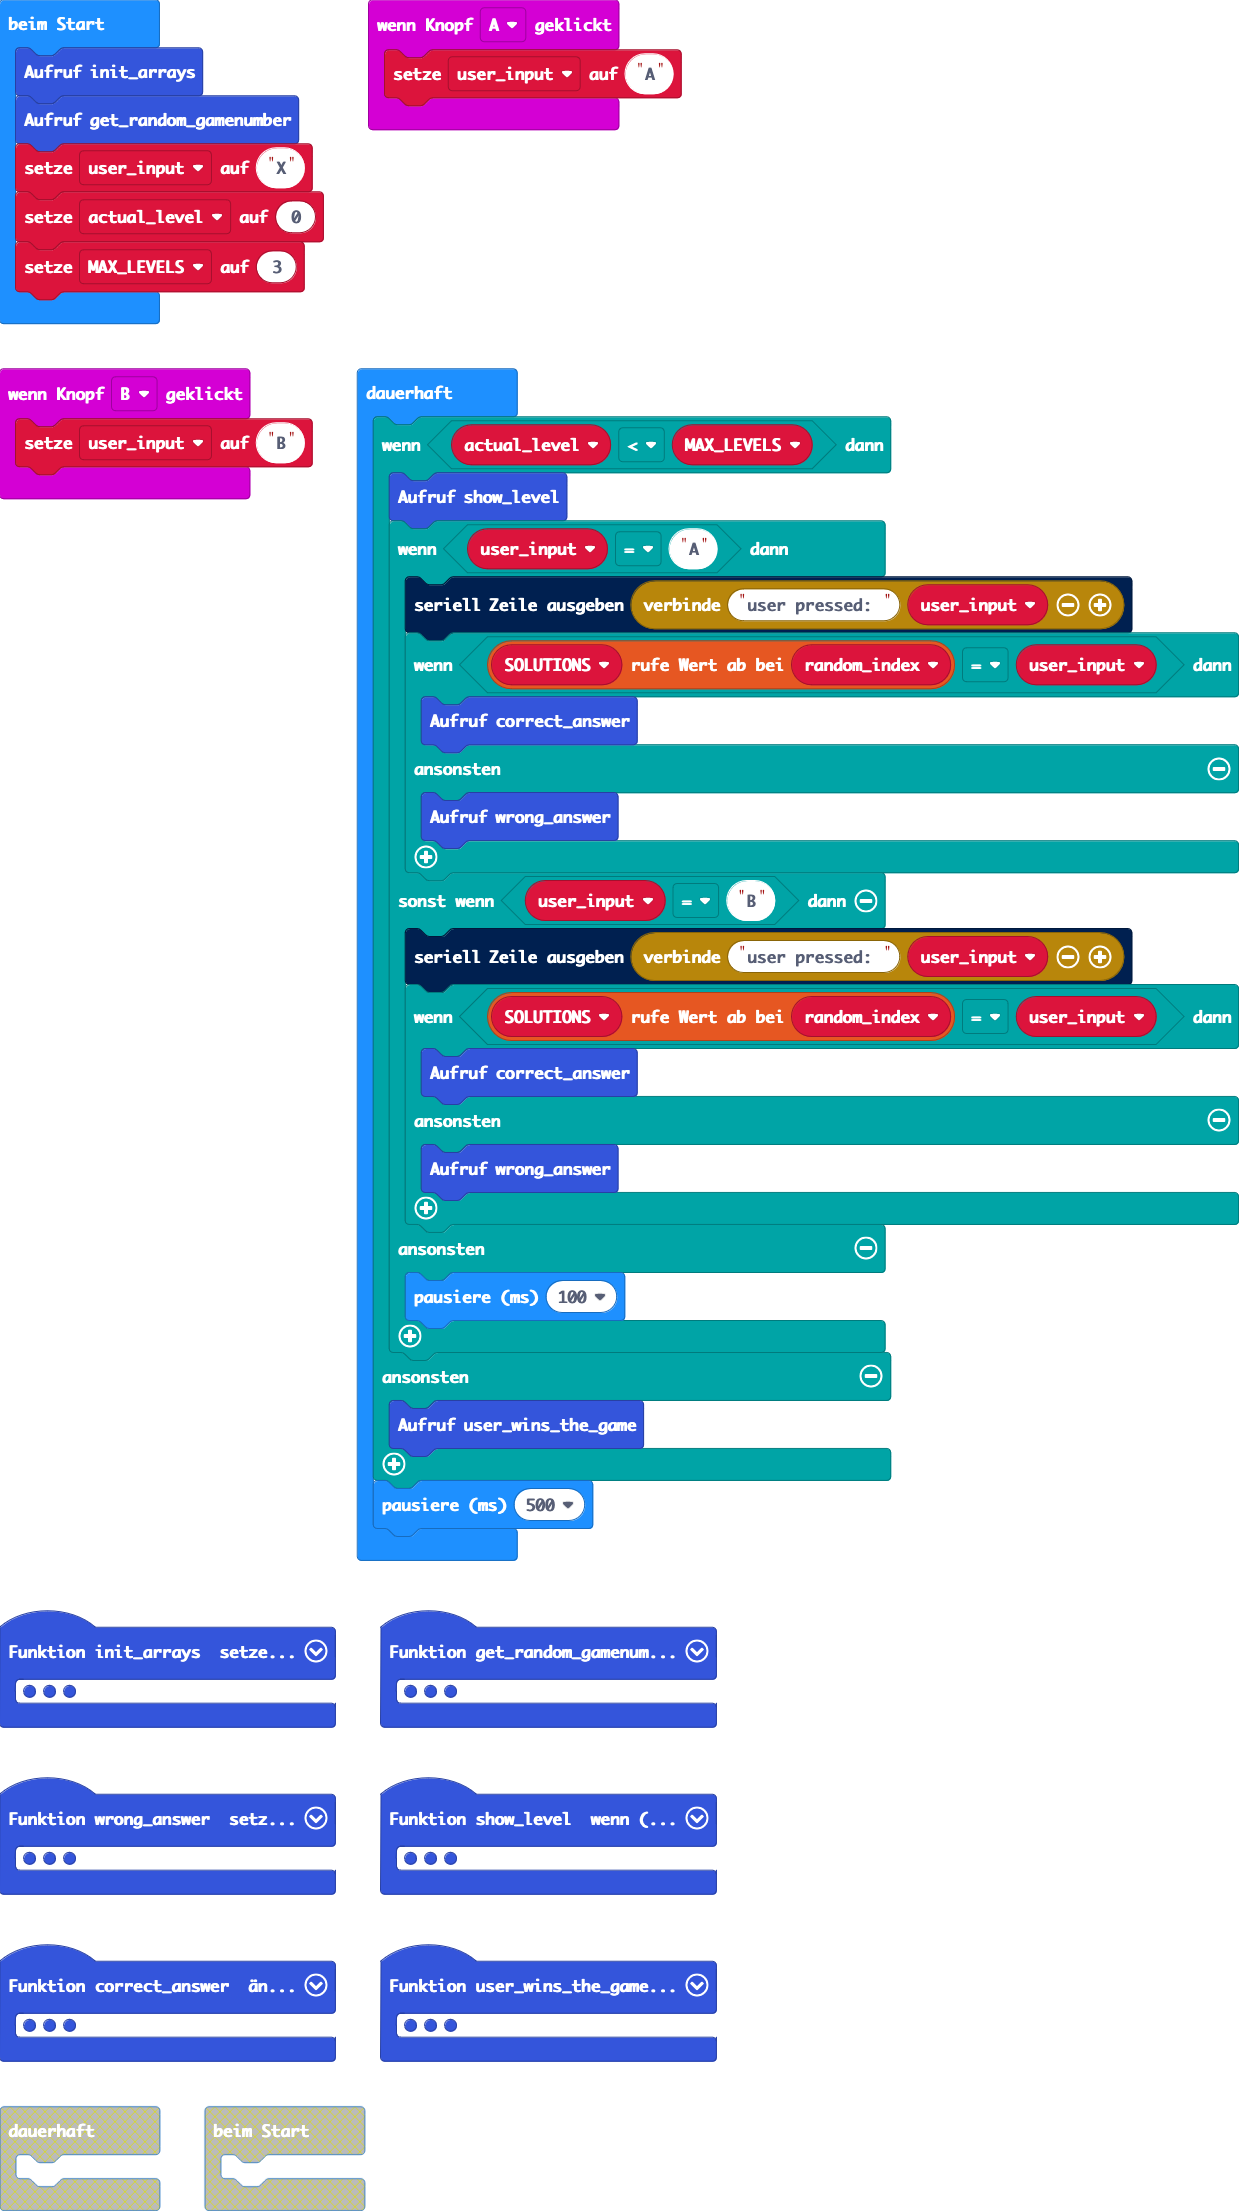 beim Start
Aufruf init_arrays
Aufruf get_random_gamenumber
setze user_input auf "X"
setze actual_level auf 0
setze MAX_LEVELS auf 3
wenn Knopf A geklickt
setze user_input auf "A"
wenn Knopf B geklickt
setze user_input auf "B"
dauerhaft
wenn actual_level < MAX_LEVELS dann
Aufruf show_level
wenn user_input = "A" dann
seriell Zeile ausgeben verbinde "user pressed: " user_input
wenn SOLUTIONS rufe Wert ab bei random_index = user_input dann
Aufruf correct_answer
ansonsten
Aufruf wrong_answer
sonst wenn user_input = "B" dann
seriell Zeile ausgeben verbinde "user pressed: " user_input
wenn SOLUTIONS rufe Wert ab bei random_index = user_input dann
Aufruf correct_answer
ansonsten
Aufruf wrong_answer
ansonsten
pausiere (ms) 100
ansonsten
Aufruf user_wins_the_game
pausiere (ms) 500
Funktion init_arrays setze...
Funktion get_random_gamenum...
Funktion wrong_answer setz...
Funktion show_level wenn (...
Funktion correct_answer än...
Funktion user_wins_the_game...
dauerhaft
beim Start